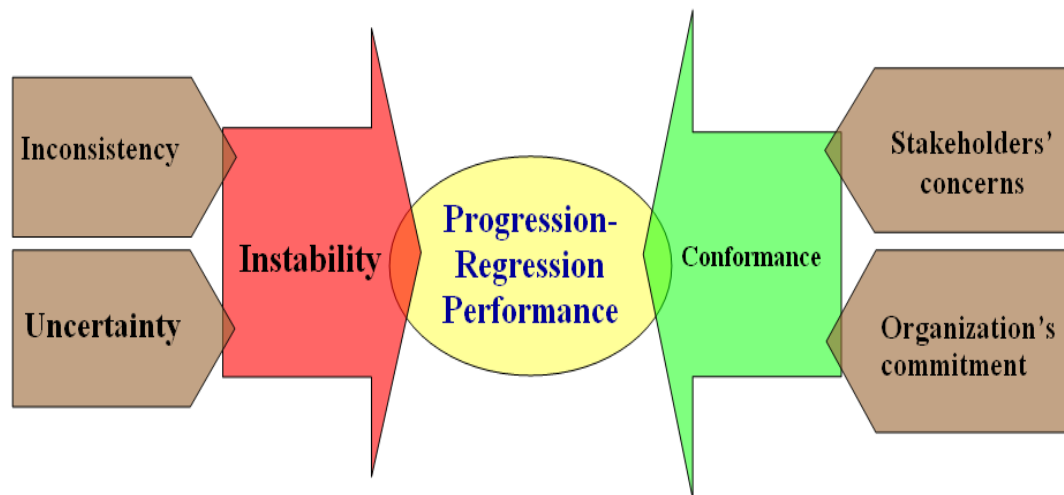 Inconsistency
Uncertainty
Instability
Progression-
Regression
Performance
Conformance
Stakeholders’
concerns
Organization’s
commitment